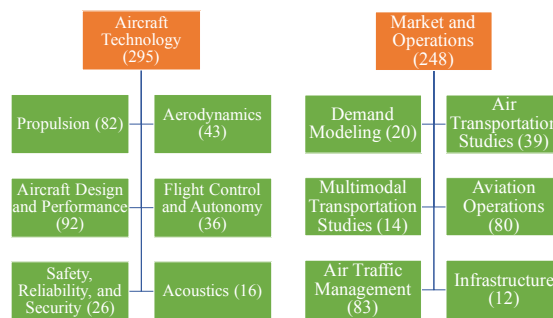 Aircraft
Technology
(295)
Propulsion (82)
Aerodynamics
(43)
Aircraft Design
and Performance
(92)
Flight Control
and Autonomy
(36)
Safety,
Reliability, and
Security (26)
Acoustics (16)
Market and
Operations
(248)
Demand
Modeling (20)
Air
Transportation
Studies (39)
Multimodal
Transportation
Studies (14)
Aviation
Operations
(80)
Air Traffic
Management
(83)
Infrastructure
(12)